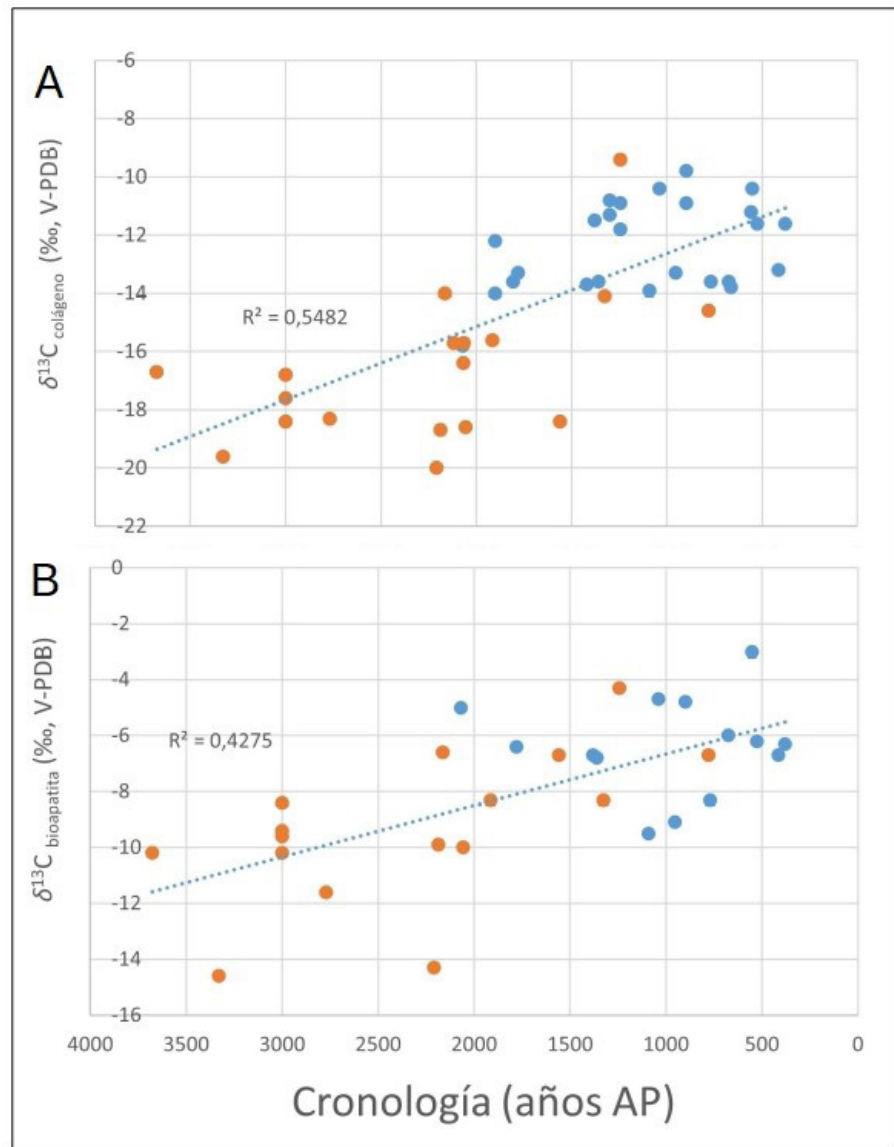 A
-6
-8
-10
-12
-14
-16
-18
-20
-22
δ13C colágeno (‰, V-PDB)
R² = 0,5482
B
0
-2
-4
-6
-8
-10
-12
-14
-16
δ13C bioapatita (‰, V-PDB)
R² = 0,4275
4000 3500 3000 2500 2000 1500 1000 500 0
Cronología (años AP)